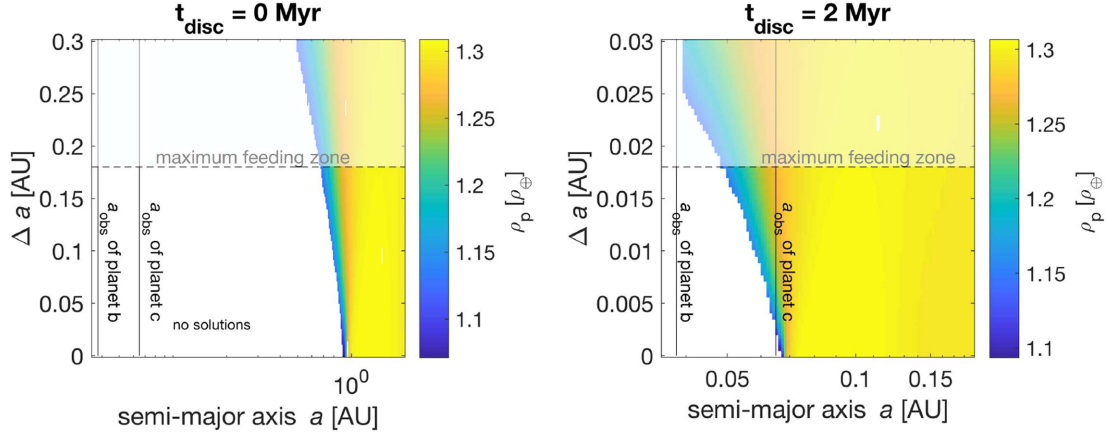 t_disc = 0 Myr
0.3
0.25
0.2
0.15
0.1
0.05
0
Δ a [AU]
maximum feeding zone
a_obs of planet b
a_obs of planet c
no solutions
10^0
semi-major axis a [AU]
1.3
1.25
1.2
1.15
1.1
ρ_p [ρ_⊕]
t_disc = 2 Myr
0.03
0.025
0.02
0.015
0.01
0.005
0
Δ a [AU]
maximum feeding zone
a_obs of planet b
a_obs of planet c
0.05
0.1
0.15
semi-major axis a [AU]
1.3
1.25
1.2
1.15
1.1
ρ_p [ρ_⊕]